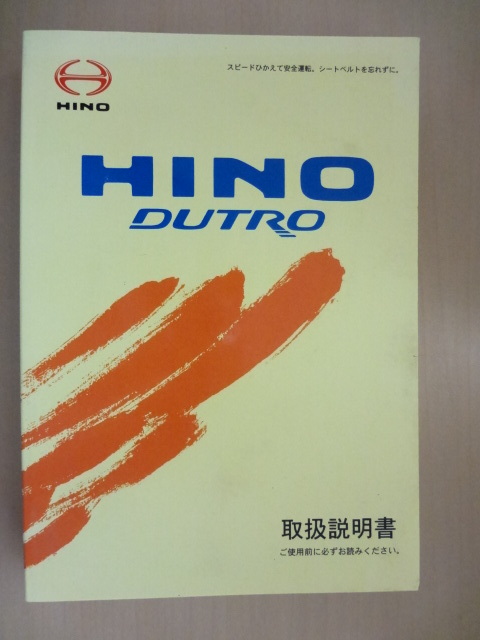 スピードひかえて安全運転。シートベルトを忘れずに。
HINO
HINO
DUTRO
取扱説明書
ご使用前に必ずお読みください。